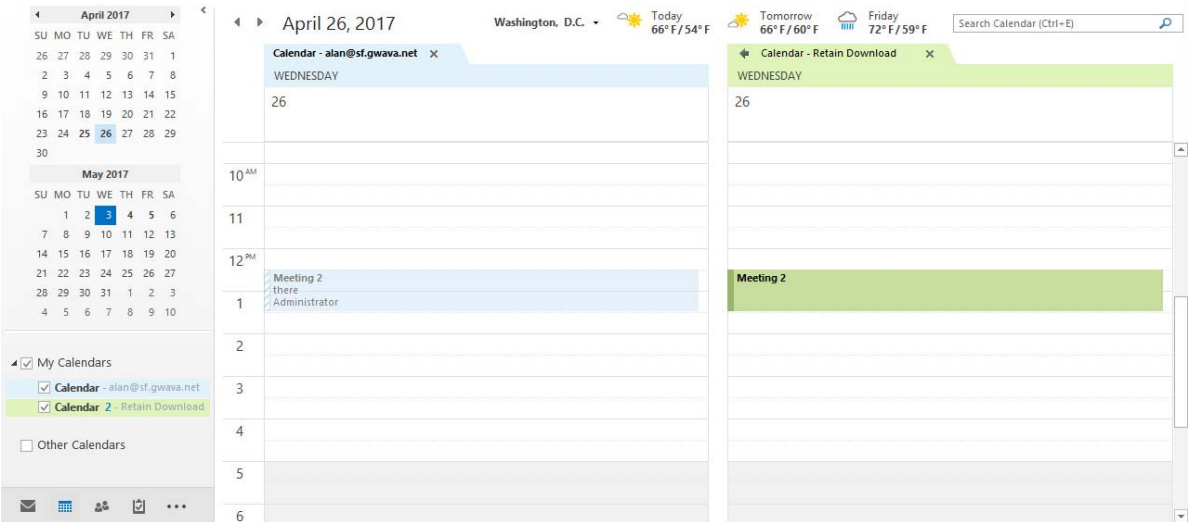 April 2017
SU MO TU WE TH FR SA
26 27 28 29 30 31 1
2 3 4 5 6 7 8
9 10 11 12 13 14 15
16 17 18 19 20 21 22
23 24 25 26 27 28 29
30
May 2017
SU MO TU WE TH FR SA
1 2 3 4 5 6
7 8 9 10 11 12 13
14 15 16 17 18 19 20
21 22 23 24 25 26 27
28 29 30 31 1 2 3
4 5 6 7 8 9 10
My Calendars
Calendar - alan@sf.gwava.net
Calendar 2 - Retain Download
Other Calendars
April 26, 2017
Washington, D.C.
Today
66°F/54°F
Tomorrow
66°F/60°F
Friday
72°F/59°F
Search Calendar (Ctrl+E)
Calendar - alan@sf.gwava.net
WEDNESDAY
26
Calendar - Retain Download
WEDNESDAY
26
10 AM
11
12 PM
1
2
3
4
5
6
Meeting 2
there
Administrator
Meeting 2